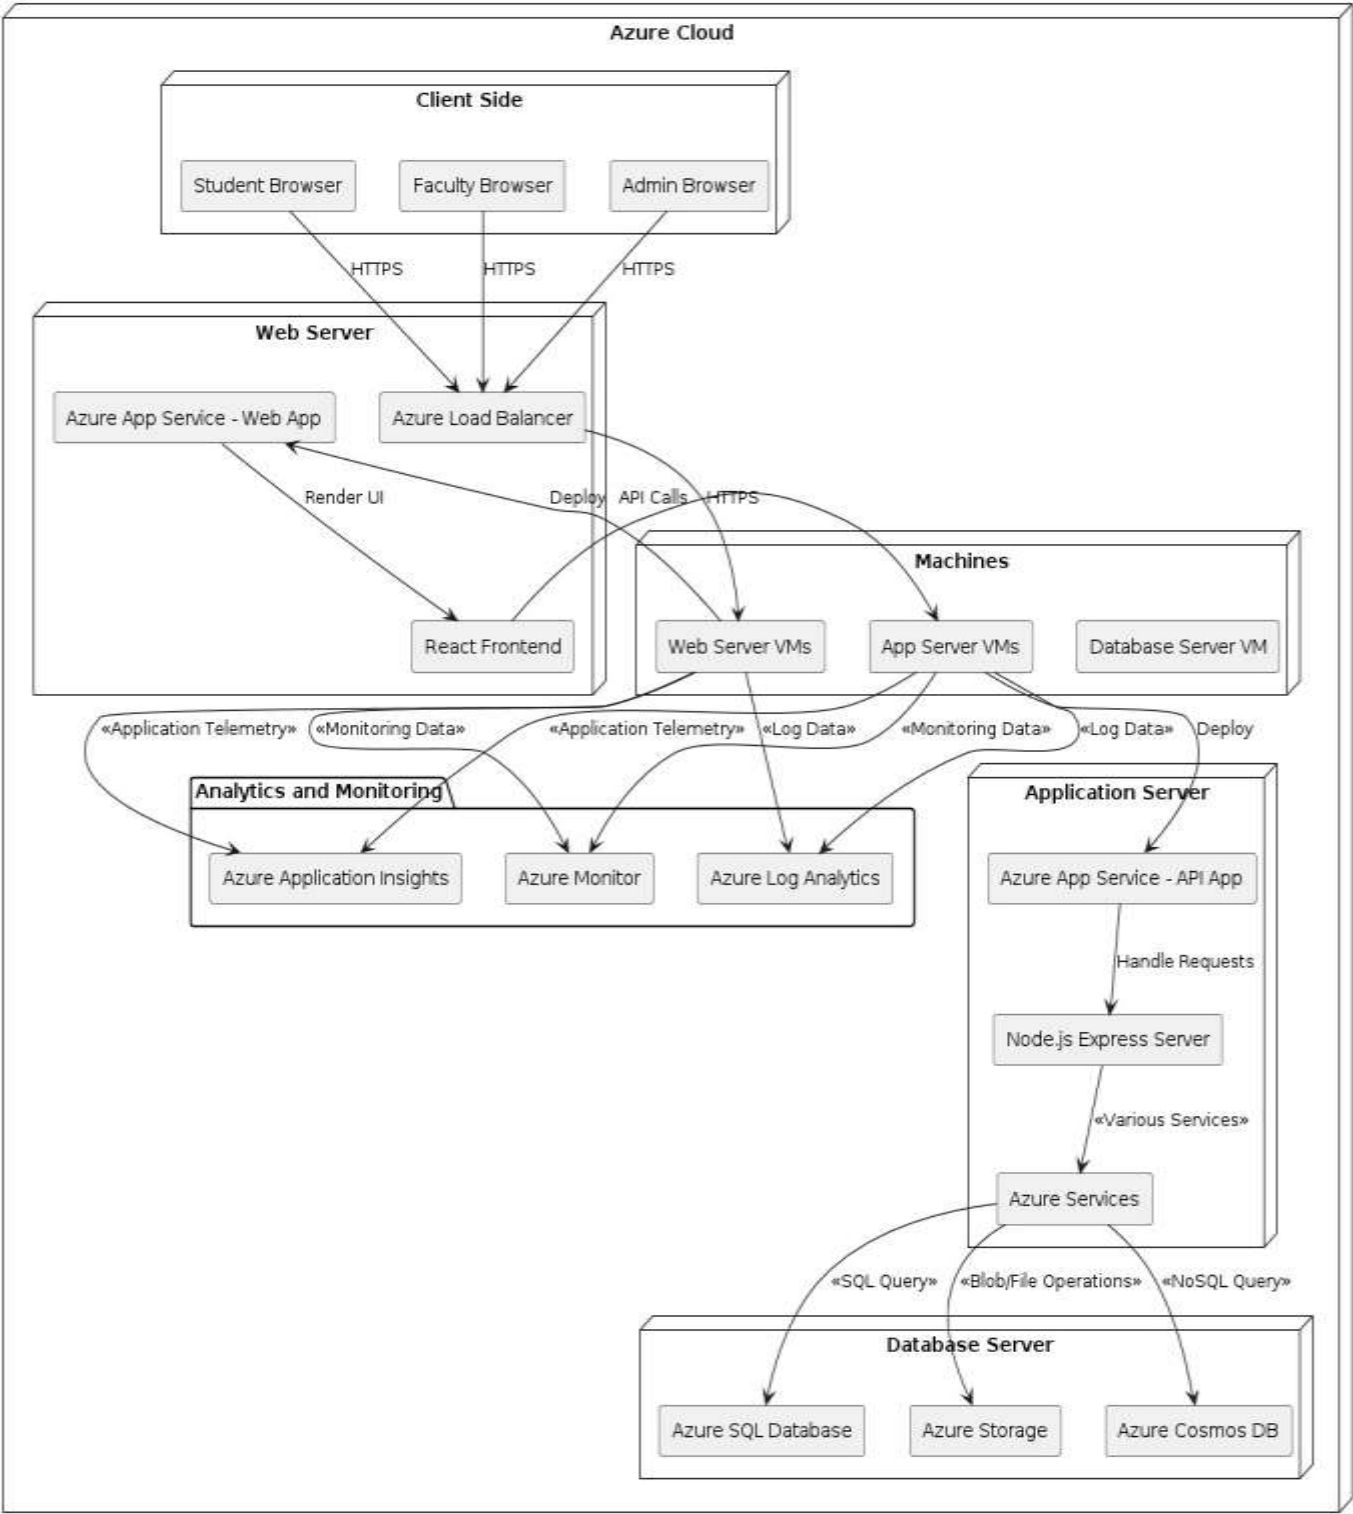 Azure Cloud
Client Side
Student Browser
Faculty Browser
Admin Browser
HTTPS
HTTPS
HTTPS
Web Server
Azure App Service - Web App
Azure Load Balancer
Render UI
Deploy
API Calls
HTTPS
Machines
React Frontend
Web Server VMs
App Server VMs
Database Server VM
«Application Telemetry»
«Monitoring Data»
«Application Telemetry»
«Log Data»
«Monitoring Data»
«Log Data»
Deploy
Analytics and Monitoring
Application Server
Azure Application Insights
Azure Monitor
Azure Log Analytics
Azure App Service - API App
Handle Requests
Node.js Express Server
«Various Services»
Azure Services
«SQL Query»
«Blob/File Operations»
«NoSQL Query»
Database Server
Azure SQL Database
Azure Storage
Azure Cosmos DB